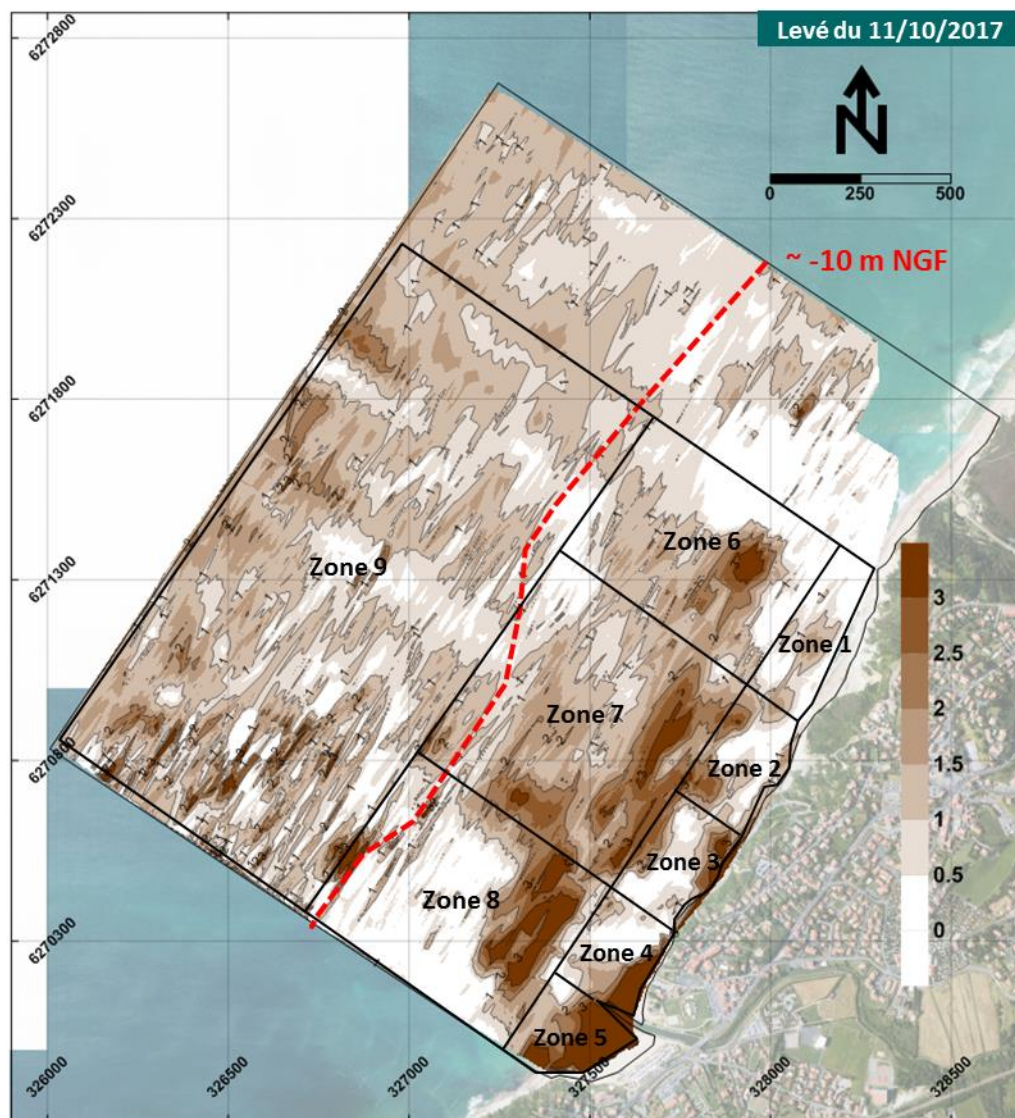 Levé du 11/10/2017
N
0 250 500
~ -10 m NGF
6272800
6272300
6271800
6271300
6270800
6270300
Zone 6
Zone 9
Zone 1
Zone 7
Zone 2
Zone 3
Zone 8
Zone 4
Zone 5
3
2.5
2
1.5
1
0.5
0
326000
326500
327000
327500
328000
328500